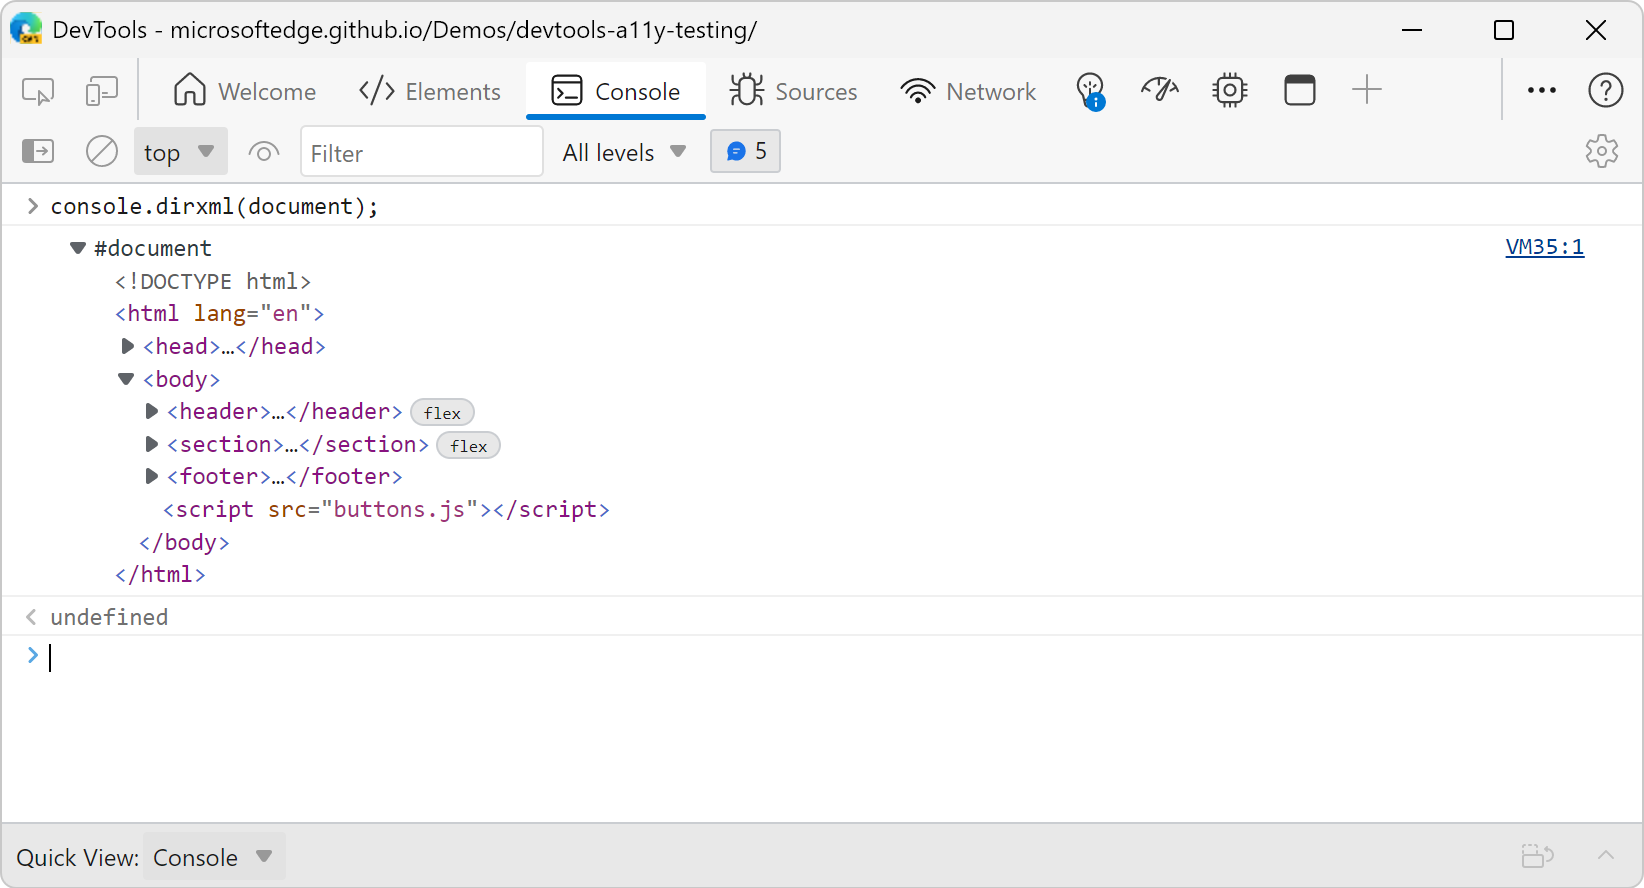 DevTools - microsoftedge.github.io/Demos/devtools-a11y-testing/
Welcome Elements Console Sources Network
top Filter All levels 5
console.dirxml(document);
#document VM35:1
<!DOCTYPE html>
<html lang="en">
<head>…</head>
<body>
<header>…</header> flex
<section>…</section> flex
<footer>…</footer>
<script src="buttons.js"></script>
</body>
</html>
undefined
Quick View: Console